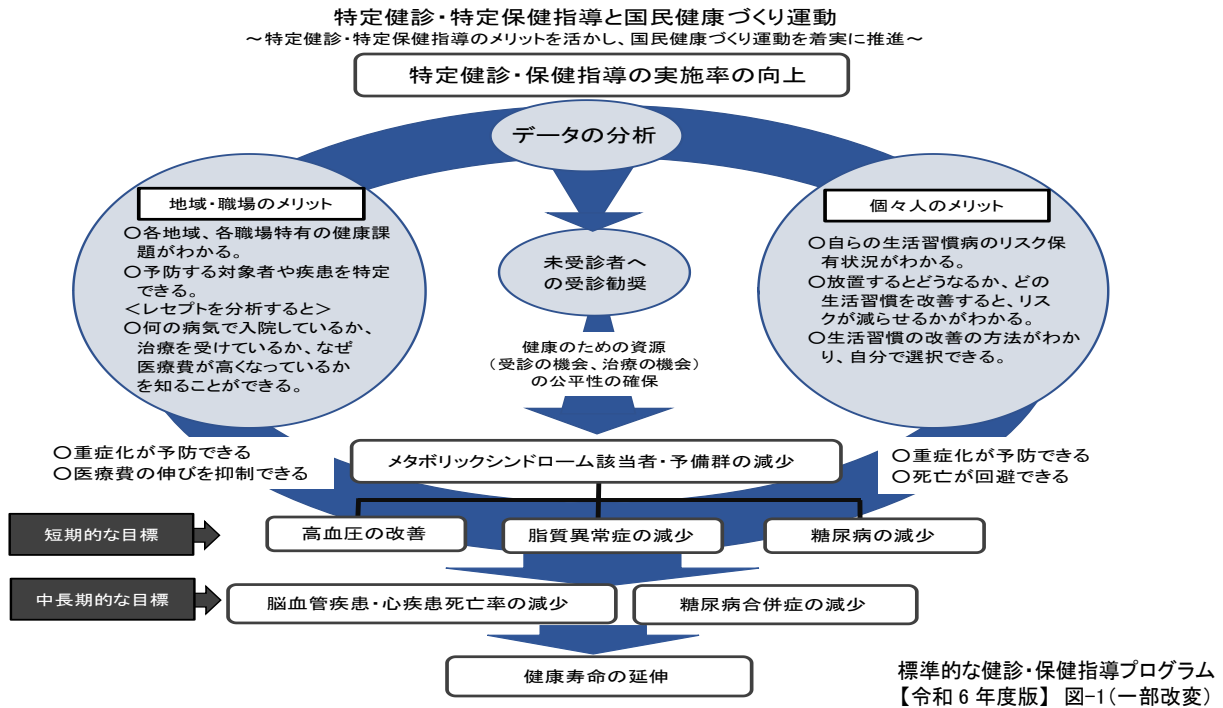 特定健診・特定保健指導と国民健康づくり運動
～特定健診・特定保健指導のメリットを活かし、国民健康づくり運動を着実に推進～
特定健診・保健指導の実施率の向上
データの分析
地域・職場のメリット
○各地域、各職場特有の健康課
題がわかる。
○予防する対象者や疾患を特定
できる。
＜レセプトを分析すると＞
○何の病気で入院しているか、
治療を受けているか、なぜ
医療費が高くなっているか
を知ることができる。
未受診者へ
の受診勧奨
健康のための資源
（受診の機会、治療の機会）
の公平性の確保
個々人のメリット
○自らの生活習慣病のリスク保
有状況がわかる。
○放置するとどうなるか、どの
生活習慣を改善すると、リス
クが減らせるかがわかる。
○生活習慣の改善の方法がわか
り、自分で選択できる。
○重症化が予防できる
○医療費の伸びを抑制できる
メタボリックシンドローム該当者・予備群の減少
○重症化が予防できる
○死亡が回避できる
短期的な目標
高血圧の改善
脂質異常症の減少
糖尿病の減少
中長期的な目標
脳血管疾患・心疾患死亡率の減少
糖尿病合併症の減少
健康寿命の延伸
標準的な健診・保健指導プログラム
【令和6年度版】 図-1（一部改変）